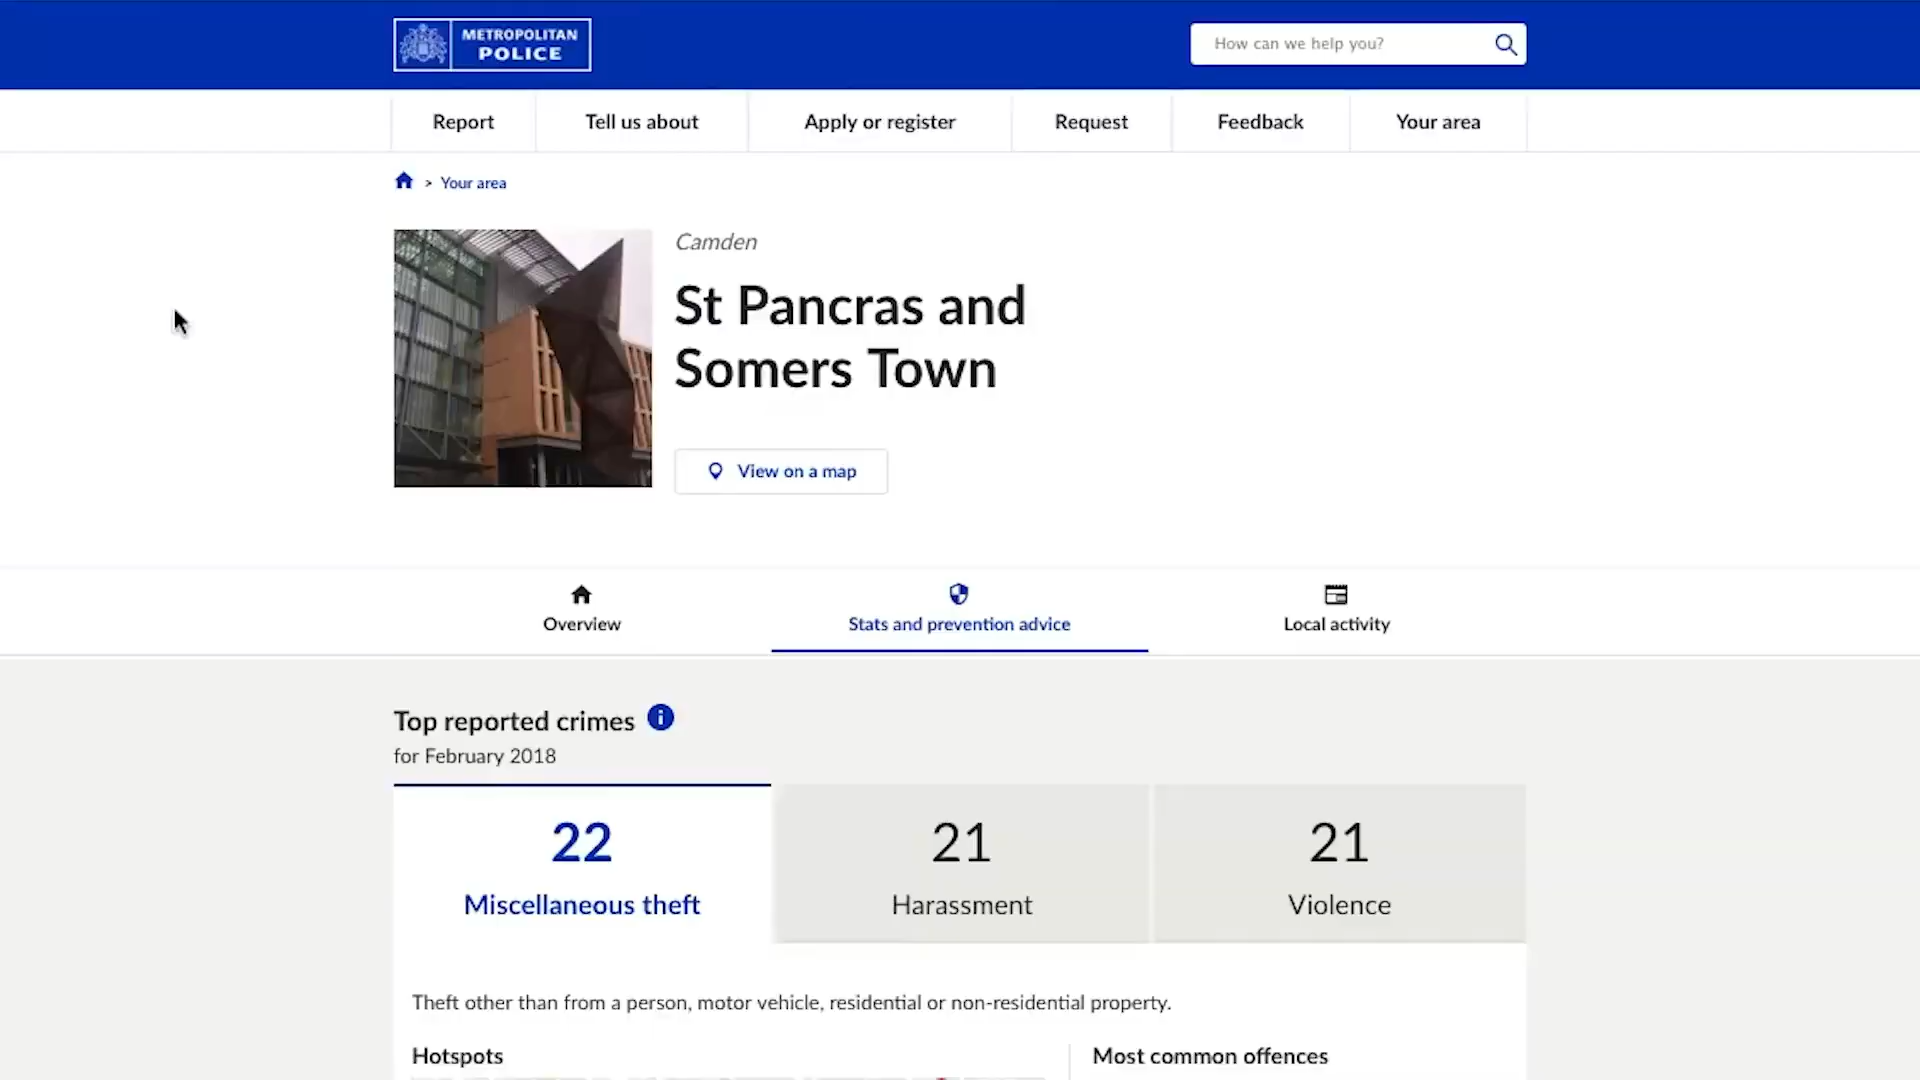 METROPOLITAN
POLICE
How can we help you?
Report
Tell us about
Apply or register
Request
Feedback
Your area
> Your area
Camden
St Pancras and
Somers Town
View on a map
Overview
Stats and prevention advice
Local activity
Top reported crimes i
for February 2018
22
Miscellaneous theft
21
Harassment
21
Violence
Theft other than from a person, motor vehicle, residential or non-residential property.
Hotspots
Most common offences